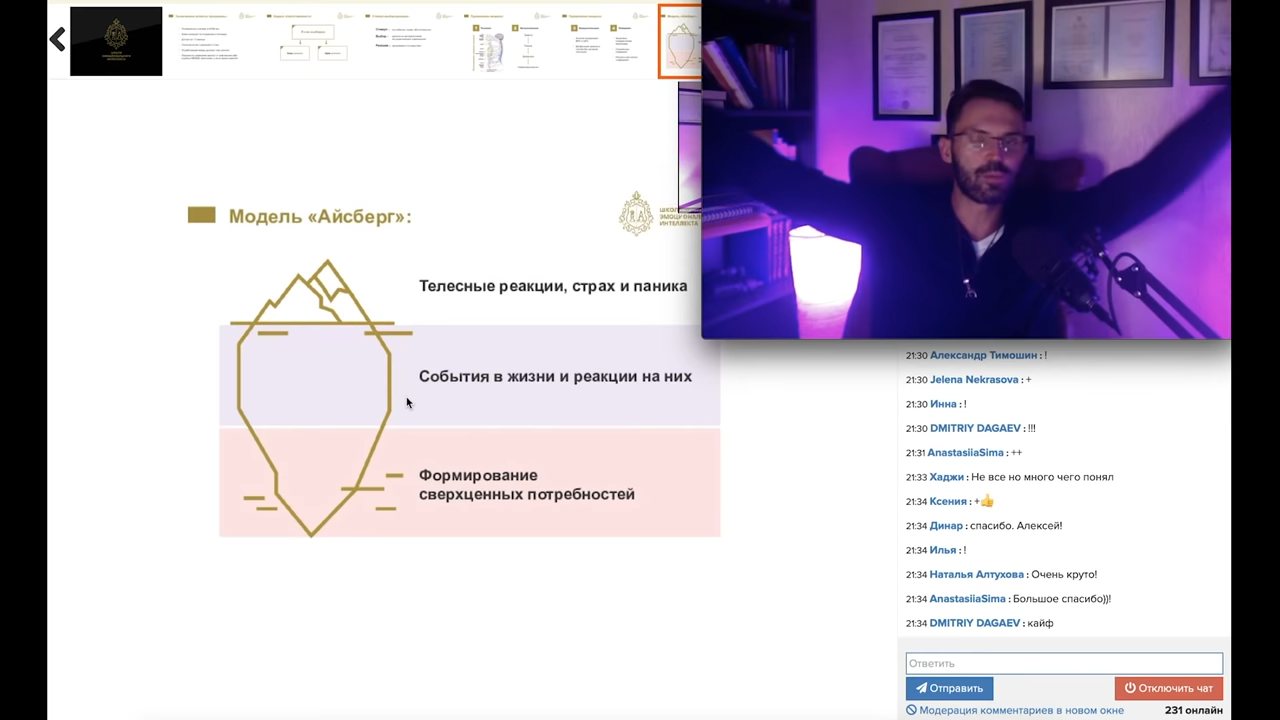 Модель «Айсберг»:
ЭМОЦИОНА
ИНТЕЛЛЕКТА
Телесные реакции, страх и паника
События в жизни и реакции на них
Формирование
сверхценных потребностей
21:30 Александр Тимошин : !
21:30 Jelena Nekrasova : +
21:30 Инна : !
21:30 DMITRIY DAGAEV : !!!
21:31 AnastasiiaSima : ++
21:33 Хаджи : Не все но много чего понял
21:34 Ксения : +👍
21:34 Динар : спасибо. Алексей!
21:34 Илья : !
21:34 Наталья Алтухова : Очень круто!
21:34 AnastasiiaSima : Большое спасибо))!
21:34 DMITRIY DAGAEV : кайф
Ответить
Отправить
Отключить чат
Модерация комментариев в новом окне
231 онлайн